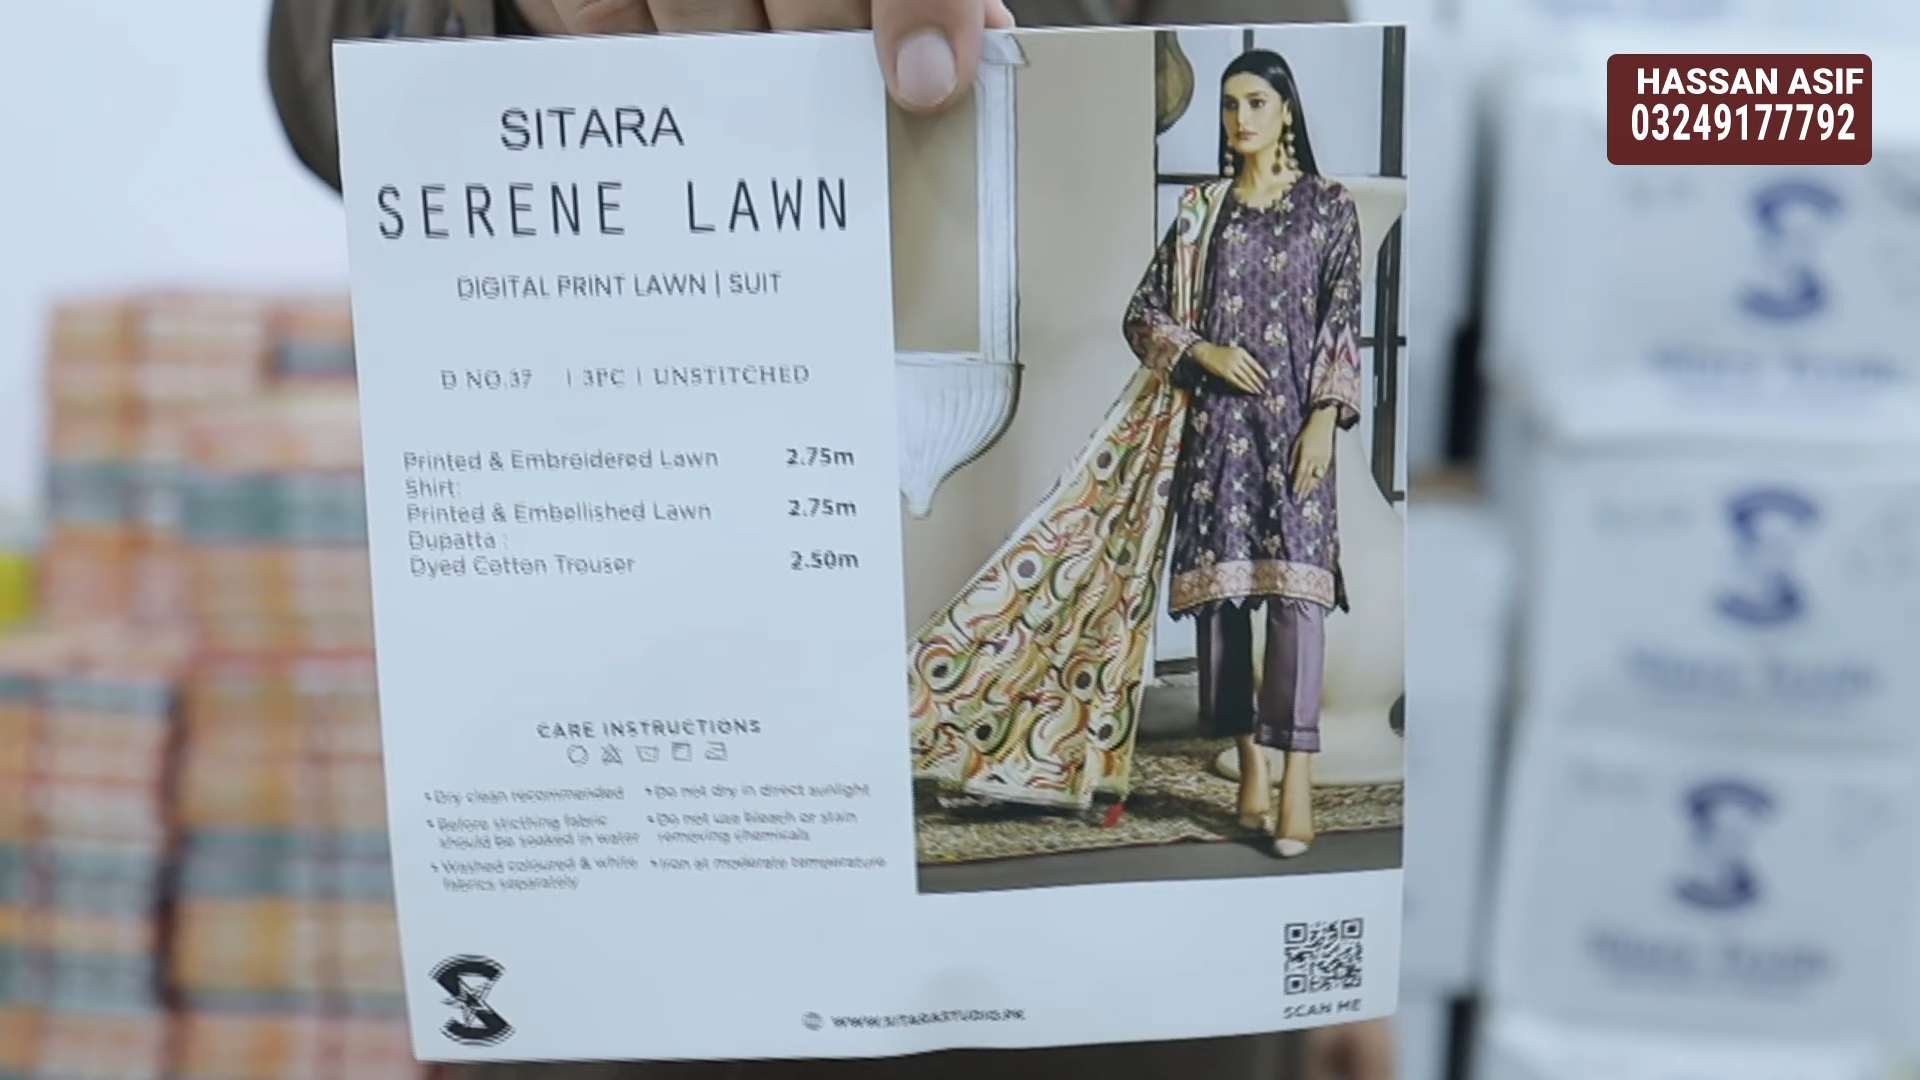 HASSAN ASIF
03249177792
SITARA
SERENE LAWN
DIGITAL PRINT LAWN | SUIT
D NO.37 | 3PC | UNSTITCHED
Printed & Embroidered Lawn Shirt: 2.75m
Printed & Embellished Lawn Dupatta : 2.75m
Dyed Cotton Trouser 2.50m
CARE INSTRUCTIONS
• Dry clean recommended
• Before stitching fabric
should be soaked in water
• Washed coloured & white
fabrics separately
• Do not dry in direct sunlight
• Do not use bleach or stain
removing chemicals
• Iron at moderate temperature
WWW.SITARASTUDIO.PK
SCAN ME